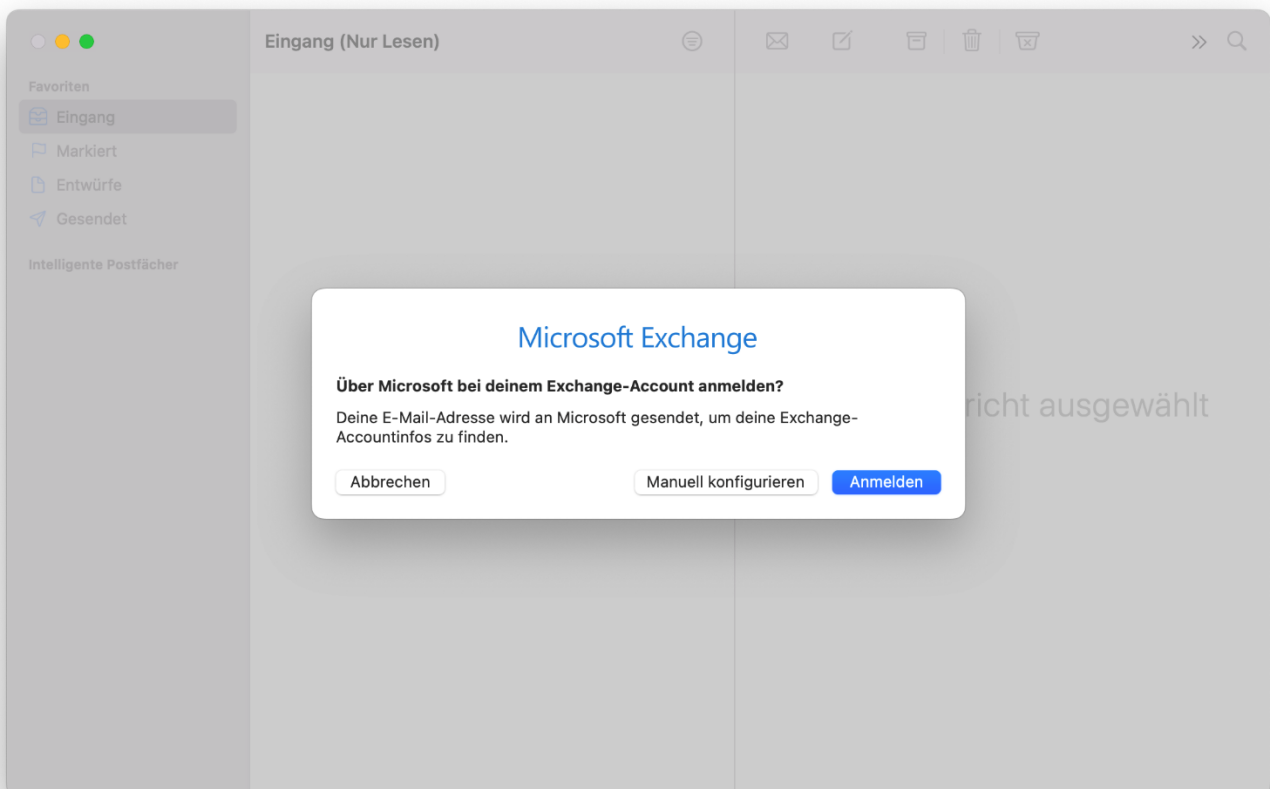 Eingang (Nur Lesen)
Favoriten
Eingang
Markiert
Entwürfe
Gesendet
Intelligente Postfächer
richt ausgewählt
Microsoft Exchange
Über Microsoft bei deinem Exchange-Account anmelden?
Deine E-Mail-Adresse wird an Microsoft gesendet, um deine Exchange-
Accountinfos zu finden.
Abbrechen
Manuell konfigurieren
Anmelden